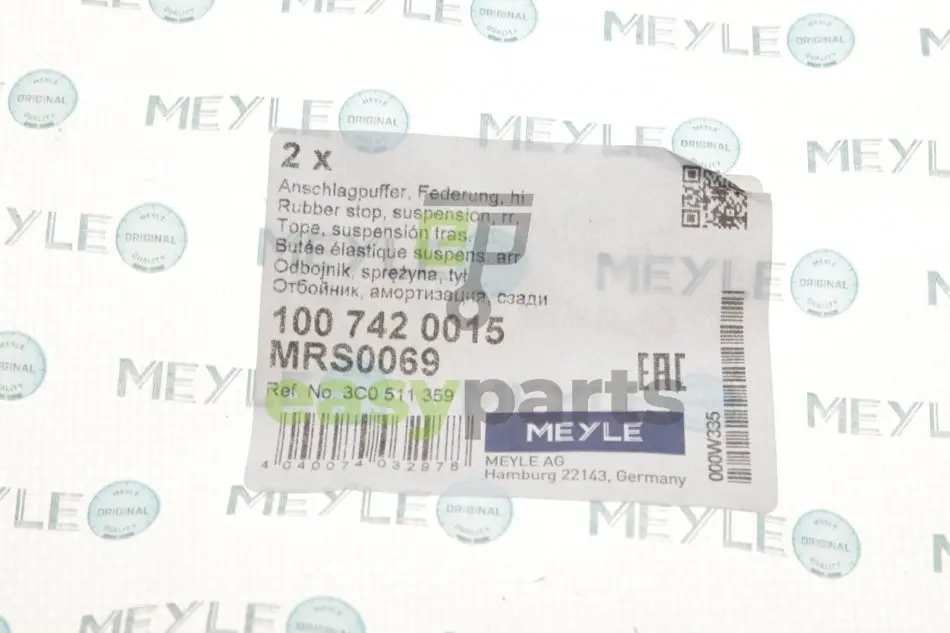 2 x
Anschlagpuffer, Federung, hi
Rubber stop, suspension, rr.
Tope, suspensión tras.
Butée élastique suspens. arr
Odbojnik, sprężyna, tył
Отбойник, амортизация, сзади
100 742 0015
MRS0069
EAC
Ref. No. 3C0 511 359
easyparts
4 040074 032978
MEYLE
MEYLE AG
Hamburg 22143, Germany
000W335
MEYLE
ORIGINAL
QUALITY